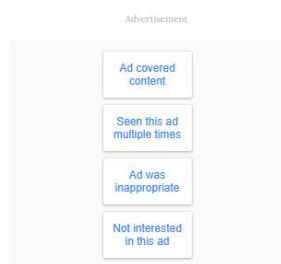 Advertisement
Ad covered
content
Seen this ad
multiple times
Ad was
inappropriate
Not interested
in this ad